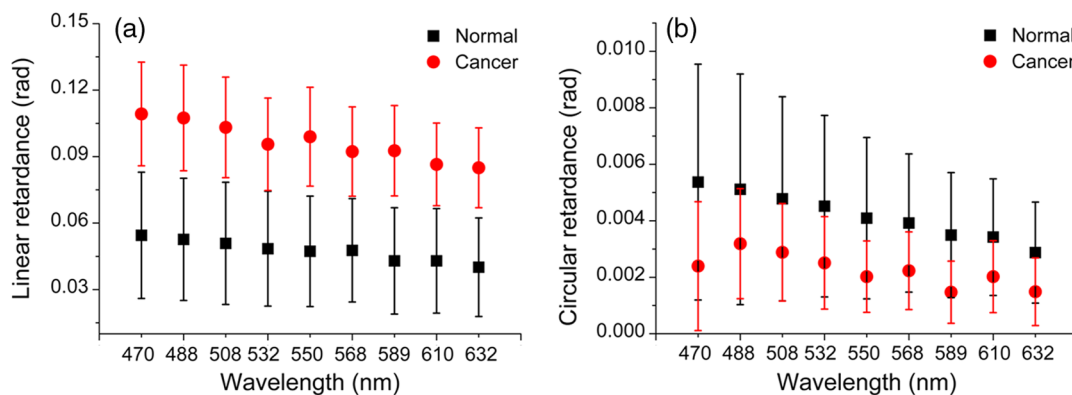 (a)
Normal
Cancer
0.15
0.12
0.09
0.06
0.03
Linear retardance (rad)
470 488 508 532 550 568 589 610 632
Wavelength (nm)
(b)
Normal
Cancer
0.010
0.008
0.006
0.004
0.002
0.000
Circular retardance (rad)
470 488 508 532 550 568 589 610 632
Wavelength (nm)